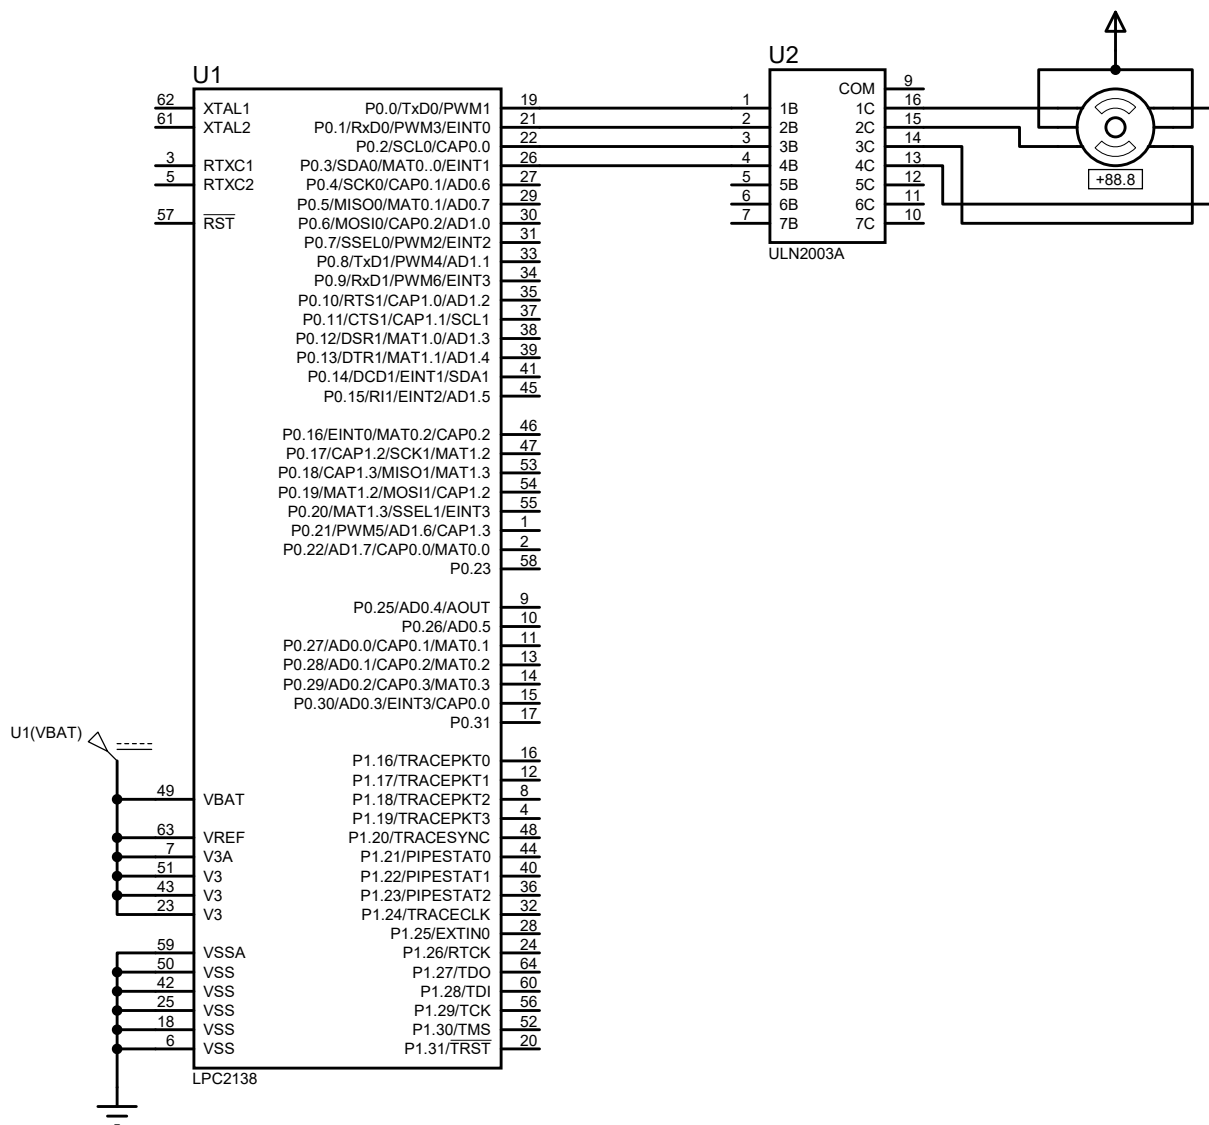 U1
62 XTAL1
61 XTAL2
3 RTXC1
5 RTXC2
57 RST
P0.0/TxD0/PWM1 19
P0.1/RxD0/PWM3/EINT0 21
P0.2/SCL0/CAP0.0 22
P0.3/SDA0/MAT0..0/EINT1 26
P0.4/SCK0/CAP0.1/AD0.6 27
P0.5/MISO0/MAT0.1/AD0.7 29
P0.6/MOSI0/CAP0.2/AD1.0 30
P0.7/SSEL0/PWM2/EINT2 31
P0.8/TxD1/PWM4/AD1.1 33
P0.9/RxD1/PWM6/EINT3 34
P0.10/RTS1/CAP1.0/AD1.2 35
P0.11/CTS1/CAP1.1/SCL1 37
P0.12/DSR1/MAT1.0/AD1.3 38
P0.13/DTR1/MAT1.1/AD1.4 39
P0.14/DCD1/EINT1/SDA1 41
P0.15/RI1/EINT2/AD1.5 45
P0.16/EINT0/MAT0.2/CAP0.2 46
P0.17/CAP1.2/SCK1/MAT1.2 47
P0.18/CAP1.3/MISO1/MAT1.3 53
P0.19/MAT1.2/MOSI1/CAP1.2 54
P0.20/MAT1.3/SSEL1/EINT3 55
P0.21/PWM5/AD1.6/CAP1.3 1
P0.22/AD1.7/CAP0.0/MAT0.0 2
P0.23 58
P0.25/AD0.4/AOUT 9
P0.26/AD0.5 10
P0.27/AD0.0/CAP0.1/MAT0.1 11
P0.28/AD0.1/CAP0.2/MAT0.2 13
P0.29/AD0.2/CAP0.3/MAT0.3 14
P0.30/AD0.3/EINT3/CAP0.0 15
P0.31 17
U1(VBAT)
49 VBAT
63 VREF
7 V3A
51 V3
43 V3
23 V3
59 VSSA
50 VSS
42 VSS
25 VSS
18 VSS
6 VSS
P1.16/TRACEPKT0 16
P1.17/TRACEPKT1 12
P1.18/TRACEPKT2 8
P1.19/TRACEPKT3 4
P1.20/TRACESYNC 48
P1.21/PIPESTAT0 44
P1.22/PIPESTAT1 40
P1.23/PIPESTAT2 36
P1.24/TRACECLK 32
P1.25/EXTIN0 28
P1.26/RTCK 24
P1.27/TDO 64
P1.28/TDI 60
P1.29/TCK 56
P1.30/TMS 52
P1.31/TRST 20
LPC2138
U2
COM 9
1 1B 1C 16
2 2B 2C 15
3 3B 3C 14
4 4B 4C 13
5 5B 5C 12
6 6B 6C 11
7 7B 7C 10
ULN2003A
+88.8